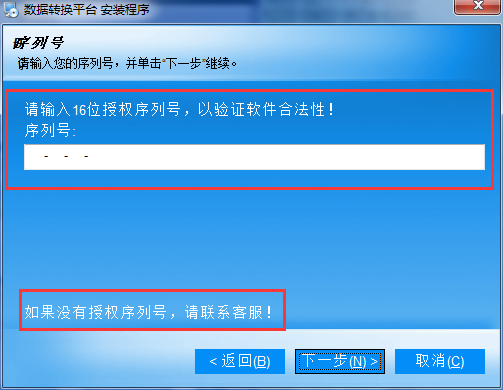 数据转换平台 安装程序
序列号
请输入您的序列号，并单击“下一步”继续。
请输入16位授权序列号，以验证软件合法性！
序列号:
- - -
如果没有授权序列号，请联系客服！
< 返回(B) 下一步(N) > 取消(C)